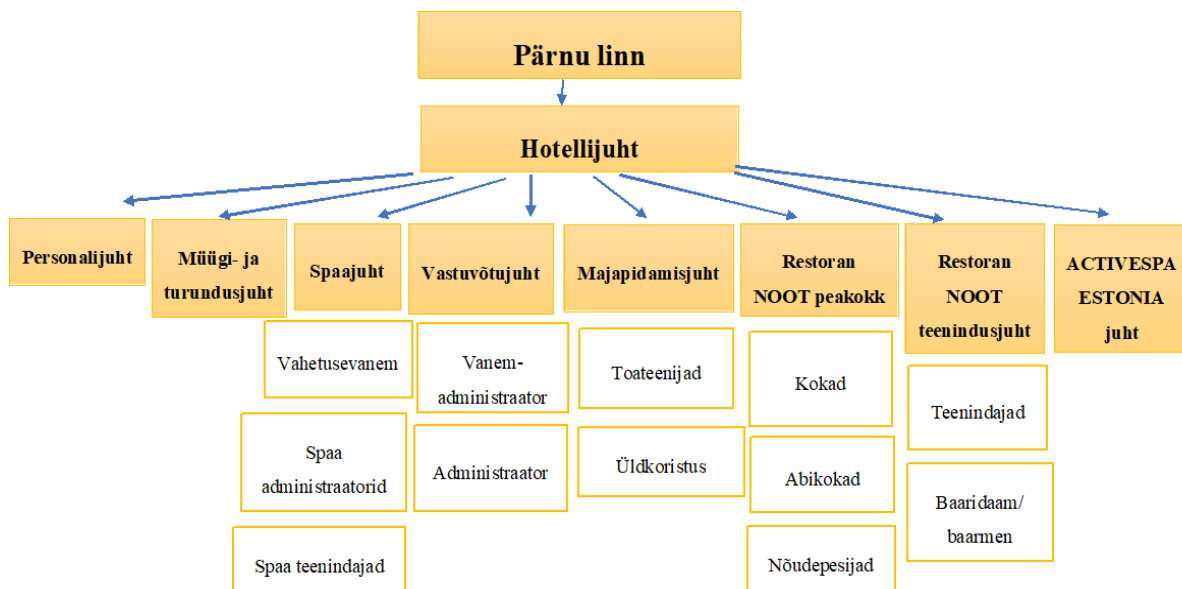 Pärnu linn
Hotellijuht
Personalijuht
Müügi- ja
turundusjuht
Spaajuht
Vastuvõtujuht
Majapidamisjuht
Restoran
NOOT peakokk
Restoran
NOOT
teenindusjuht
ACTIVESPA
ESTONIA
juht
Vahetusevanem
Spaa
administraatorid
Spaa teenindajad
Vanem-
administraator
Administraator
Toateenijad
Üldkoristus
Kokad
Abikokad
Nõudepesijad
Teenindajad
Baaridaam/
baarmen